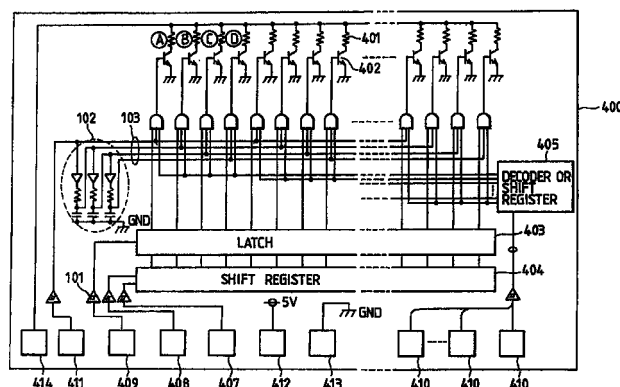 A B C D
401
402
102
103
400
405
DECODER OR
SHIFT
REGISTER
GND
LATCH
403
SHIFT REGISTER
404
101
5V
GND
414 411 409 408 407 412 413 410 410 410